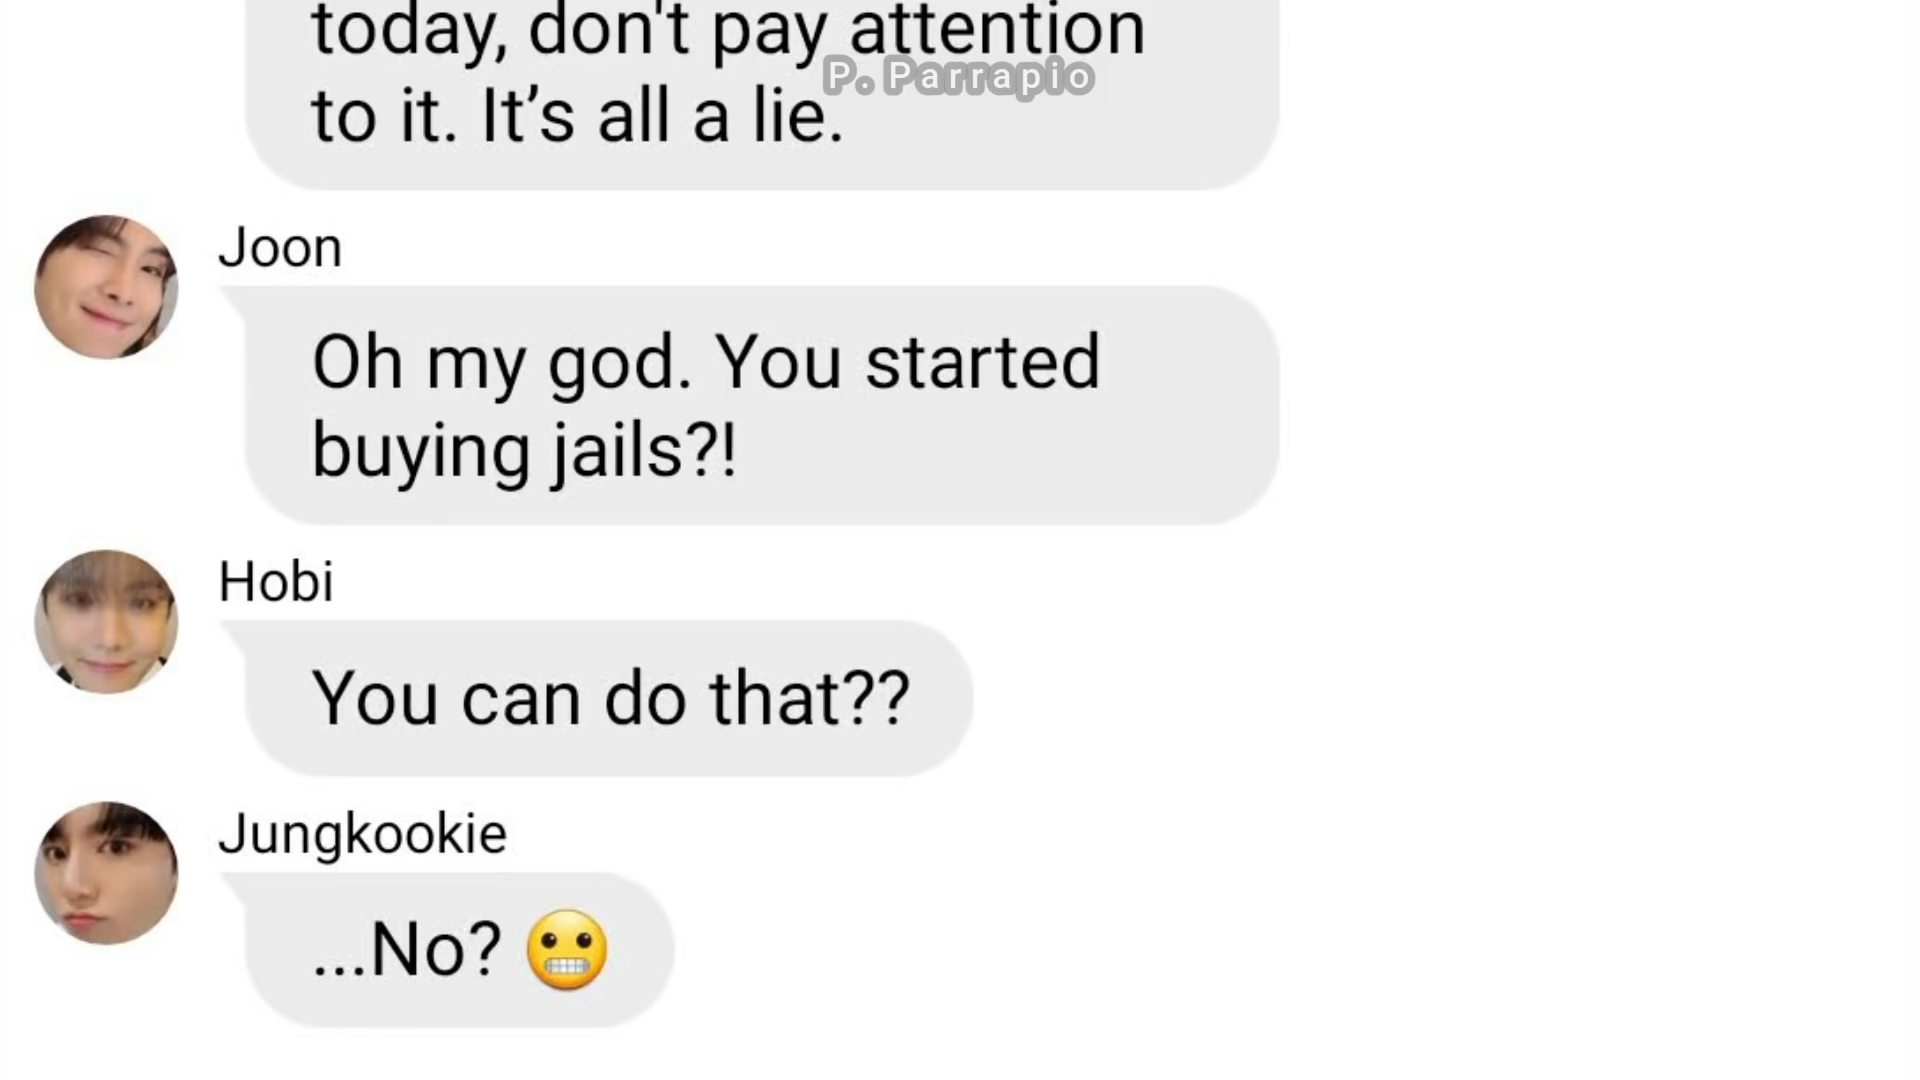 today, don't pay attention
P. Parrapio
to it. It’s all a lie.
Joon
Oh my god. You started
buying jails?!
Hobi
You can do that??
Jungkookie
...No? 😬